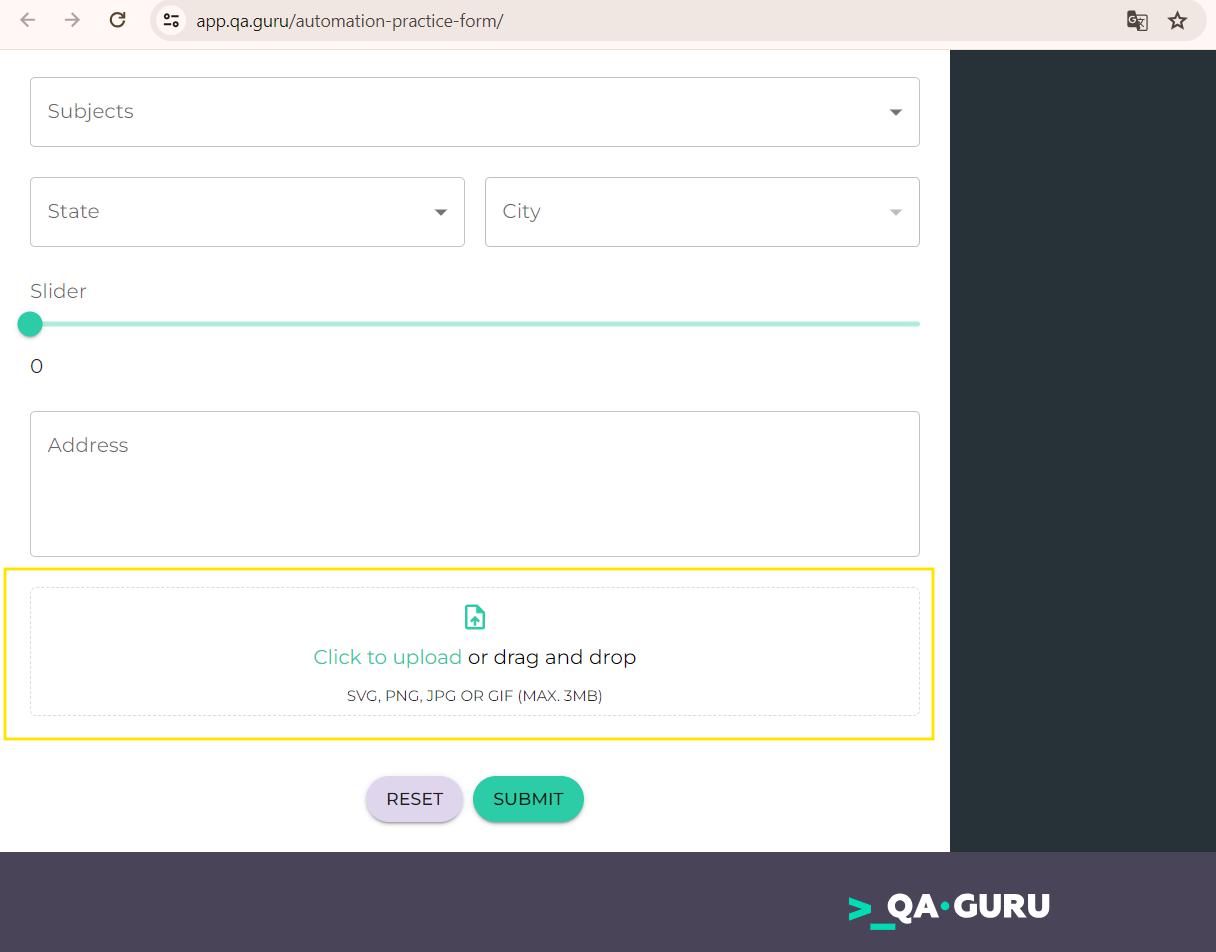 app.qa.guru/automation-practice-form/
Subjects
State
City
Slider
0
Address
Click to upload or drag and drop
SVG, PNG, JPG OR GIF (MAX. 3MB)
RESET
SUBMIT
>_QA·GURU